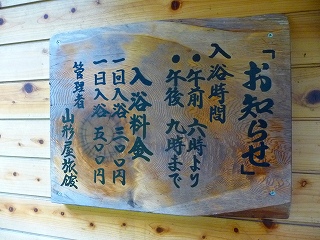 「お知らせ」
入浴時間
●午前 六時より
●午後 九時まで
入浴料金
一回入浴 三〇〇円
一日入浴 五〇〇円
管理者 山形屋旅館